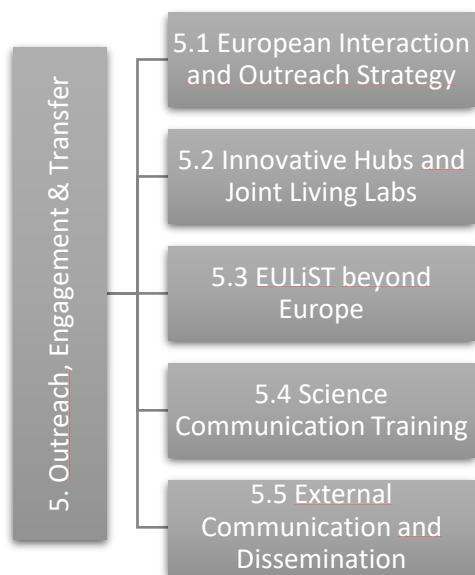 5. Outreach, Engagement & Transfer
5.1 European Interaction
and Outreach Strategy
5.2 Innovative Hubs and
Joint Living Labs
5.3 EULiST beyond
Europe
5.4 Science
Communication Training
5.5 External
Communication and
Dissemination